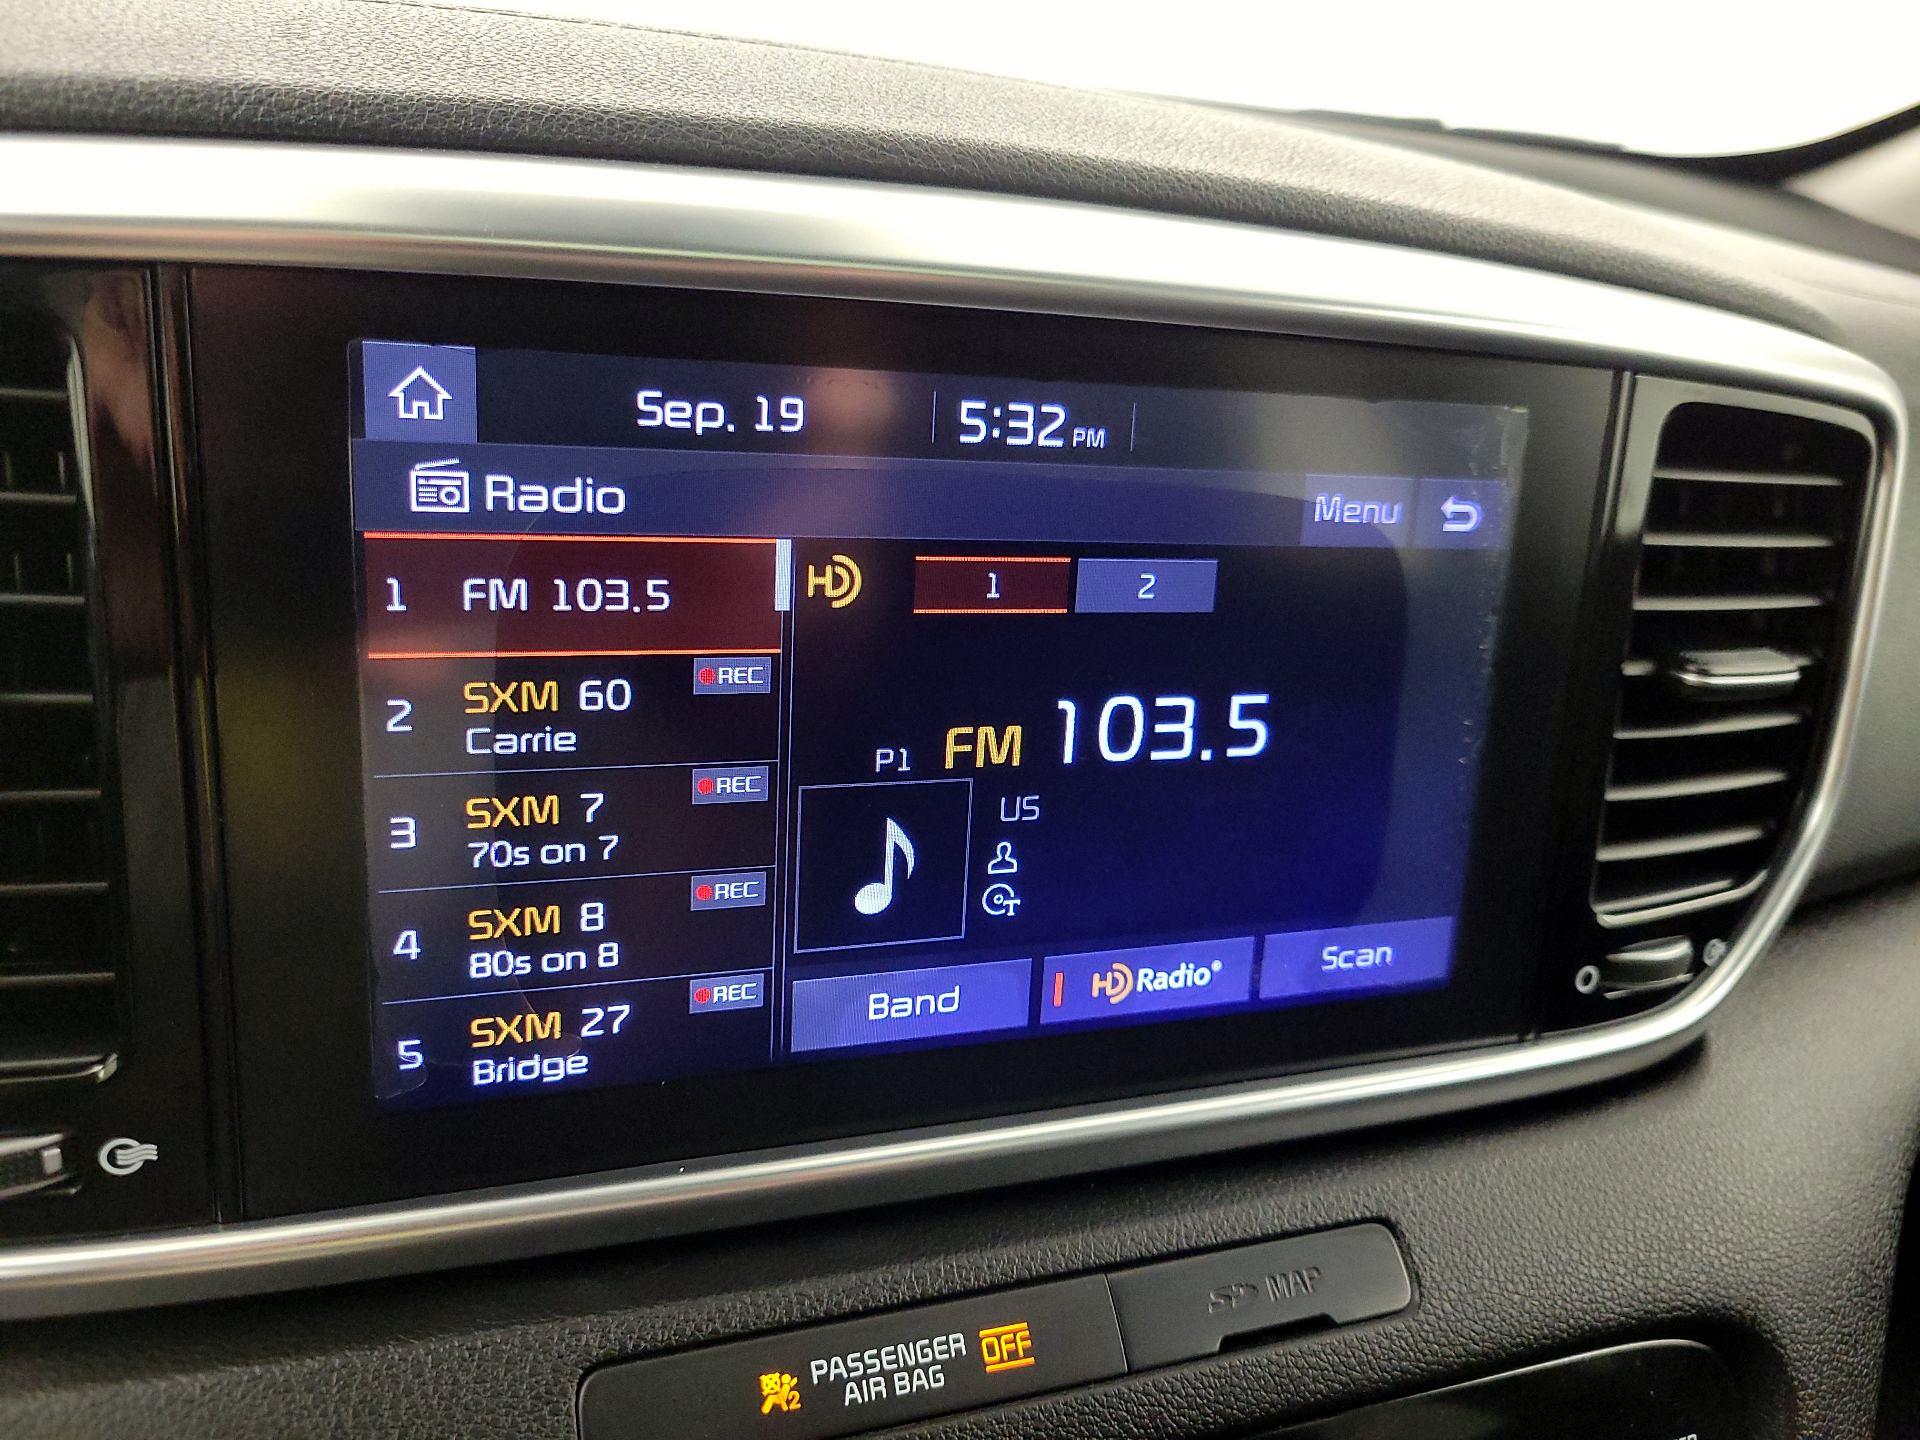 Sep. 19
5:32 PM
Radio
Menu
1 FM 103.5
HD
1
2
2 SXM 60
REC
Carrie
3 SXM 7
REC
70s on 7
4 SXM 8
REC
80s on 8
5 SXM 27
REC
Bridge
P1 FM 103.5
US
T
Band
HD Radio®
Scan
SD MAP
PASSENGER
AIR BAG
OFF
2